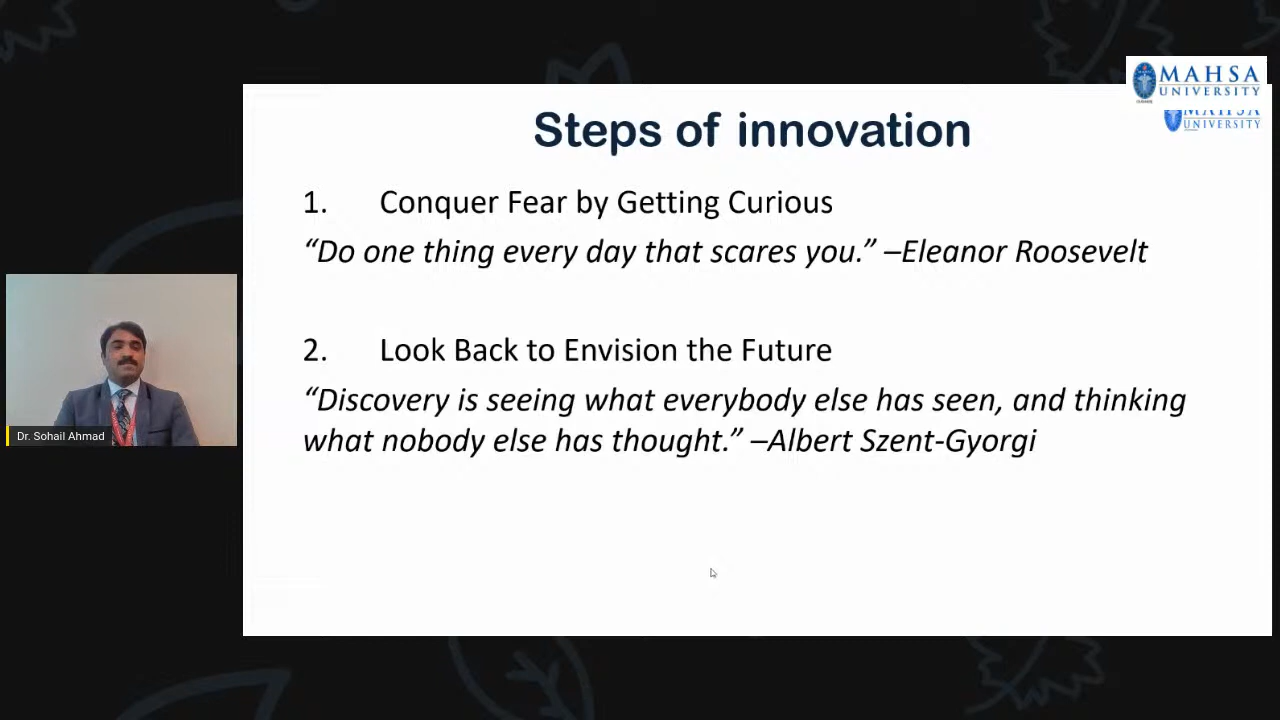 MAHSA
UNIVERSITY
MAHSA
UNIVERSITY
Steps of innovation
1. Conquer Fear by Getting Curious
“Do one thing every day that scares you.” –Eleanor Roosevelt
2. Look Back to Envision the Future
“Discovery is seeing what everybody else has seen, and thinking
what nobody else has thought.” –Albert Szent-Gyorgi
Dr. Sohail Ahmad